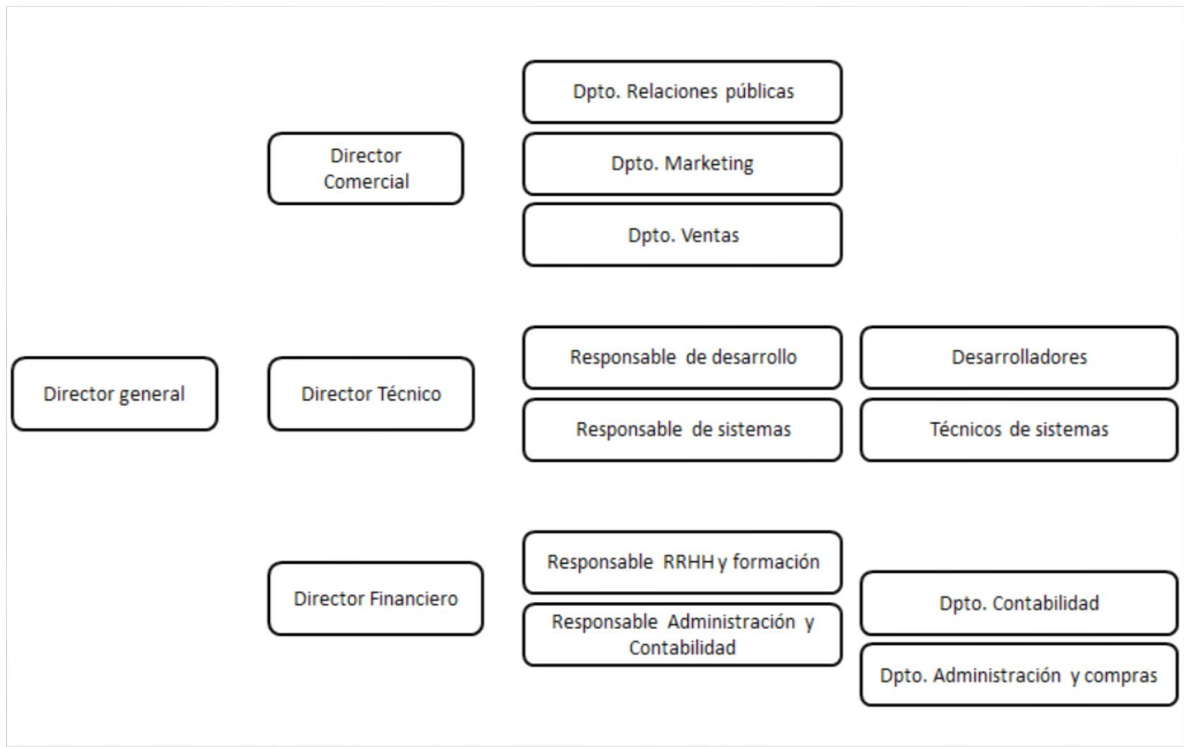 Dpto. Relaciones públicas
Director
Comercial
Dpto. Marketing
Dpto. Ventas
Director general
Director Técnico
Responsable de desarrollo
Desarrolladores
Responsable de sistemas
Técnicos de sistemas
Director Financiero
Responsable RRHH y formación
Responsable Administración y
Contabilidad
Dpto. Contabilidad
Dpto. Administración y compras